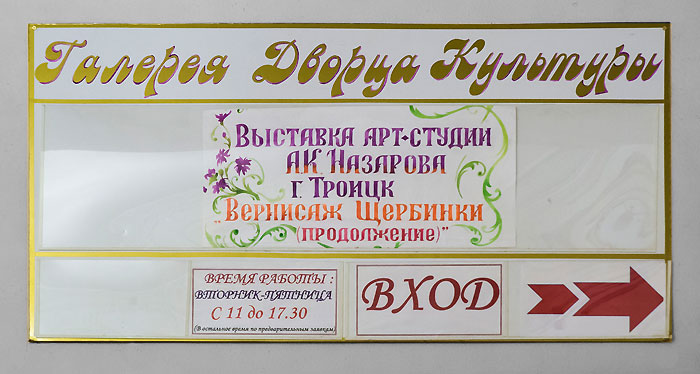 Галерея Дворца Культуры
Выставка арт-студии
А.К. Назарова
г. Троицк
"Вернисаж Щербинки
(продолжение)"
ВРЕМЯ РАБОТЫ :
ВТОРНИК-ПЯТНИЦА
С 11 до 17.30
(В остальное время по предварительным заявкам)
ВХОД